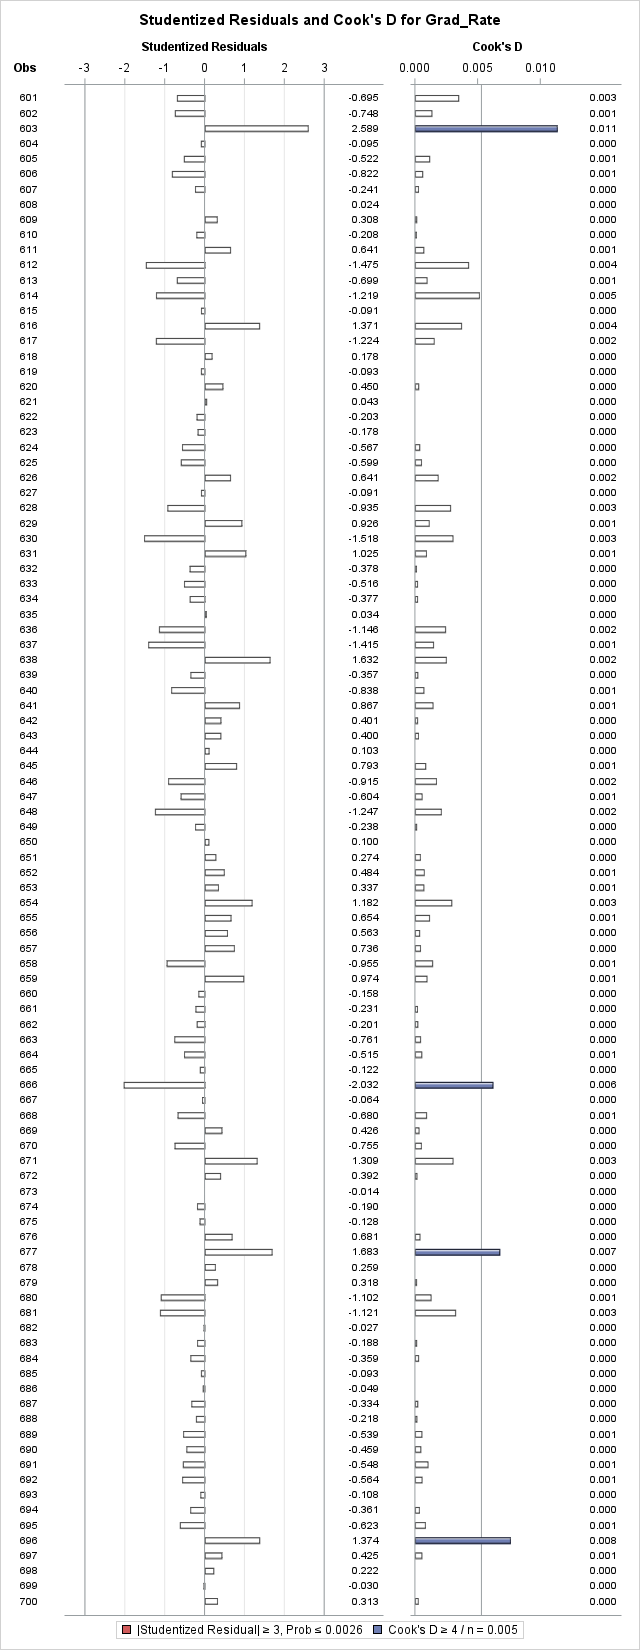 Studentized Residuals and Cook's D for Grad_Rate
Studentized Residuals Cook's D
Obs -3 -2 -1 0 1 2 3 0.000 0.005 0.010
601 -0.695 0.003
602 -0.748 0.001
603 2.589 0.011
604 -0.095 0.000
605 -0.522 0.001
606 -0.822 0.001
607 -0.241 0.000
608 0.024 0.000
609 0.308 0.000
610 -0.208 0.000
611 0.641 0.001
612 -1.475 0.004
613 -0.699 0.001
614 -1.219 0.005
615 -0.091 0.000
616 1.371 0.004
617 -1.224 0.002
618 0.178 0.000
619 -0.093 0.000
620 0.450 0.000
621 0.043 0.000
622 -0.203 0.000
623 -0.178 0.000
624 -0.567 0.000
625 -0.599 0.000
626 0.641 0.002
627 -0.091 0.000
628 -0.935 0.003
629 0.926 0.001
630 -1.518 0.003
631 1.025 0.001
632 -0.378 0.000
633 -0.516 0.000
634 -0.377 0.000
635 0.034 0.000
636 -1.146 0.002
637 -1.415 0.001
638 1.632 0.002
639 -0.357 0.000
640 -0.838 0.001
641 0.867 0.001
642 0.401 0.000
643 0.400 0.000
644 0.103 0.000
645 0.793 0.001
646 -0.915 0.002
647 -0.604 0.001
648 -1.247 0.002
649 -0.238 0.000
650 0.100 0.000
651 0.274 0.000
652 0.484 0.001
653 0.337 0.001
654 1.182 0.003
655 0.654 0.001
656 0.563 0.000
657 0.736 0.000
658 -0.955 0.001
659 0.974 0.001
660 -0.158 0.000
661 -0.231 0.000
662 -0.201 0.000
663 -0.761 0.000
664 -0.515 0.001
665 -0.122 0.000
666 -2.032 0.006
667 -0.064 0.000
668 -0.680 0.001
669 0.426 0.000
670 -0.755 0.000
671 1.309 0.003
672 0.392 0.000
673 -0.014 0.000
674 -0.190 0.000
675 -0.128 0.000
676 0.681 0.000
677 1.683 0.007
678 0.259 0.000
679 0.318 0.000
680 -1.102 0.001
681 -1.121 0.003
682 -0.027 0.000
683 -0.188 0.000
684 -0.359 0.000
685 -0.093 0.000
686 -0.049 0.000
687 -0.334 0.000
688 -0.218 0.000
689 -0.539 0.001
690 -0.459 0.000
691 -0.548 0.001
692 -0.564 0.001
693 -0.108 0.000
694 -0.361 0.000
695 -0.623 0.001
696 1.374 0.008
697 0.425 0.001
698 0.222 0.000
699 -0.030 0.000
700 0.313 0.000
|Studentized Residual| ≥ 3, Prob ≤ 0.0026 Cook's D ≥ 4 / n = 0.005